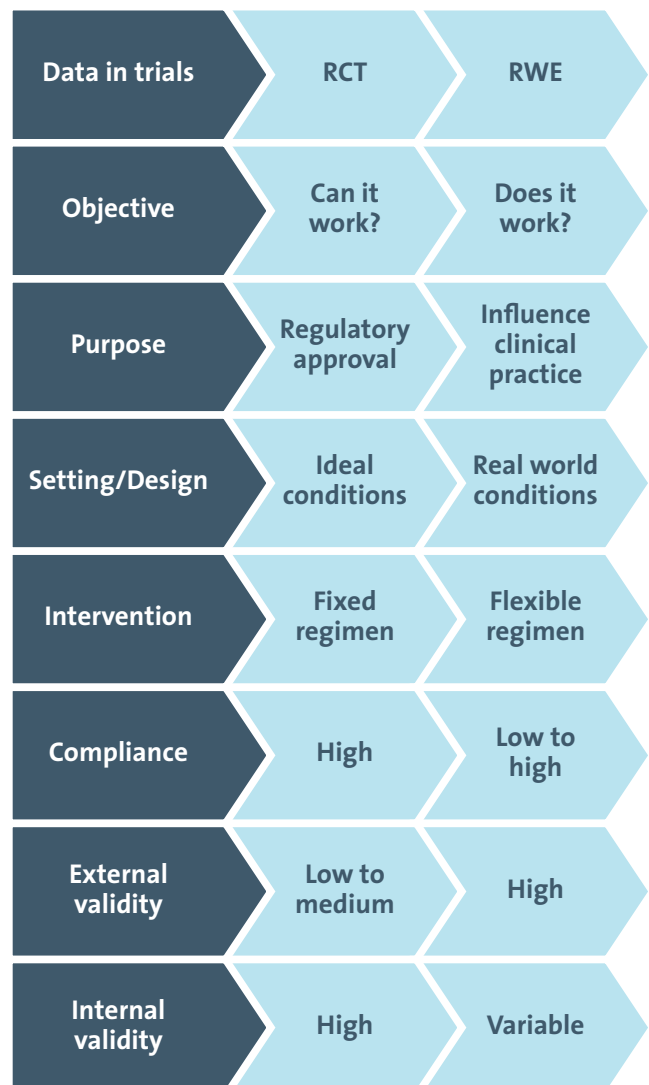 Data in trials
RCT
RWE
Objective
Can it
work?
Does it
work?
Purpose
Regulatory
approval
Influence
clinical
practice
Setting/Design
Ideal
conditions
Real world
conditions
Intervention
Fixed
regimen
Flexible
regimen
Compliance
High
Low to
high
External
validity
Low to
medium
High
Internal
validity
High
Variable